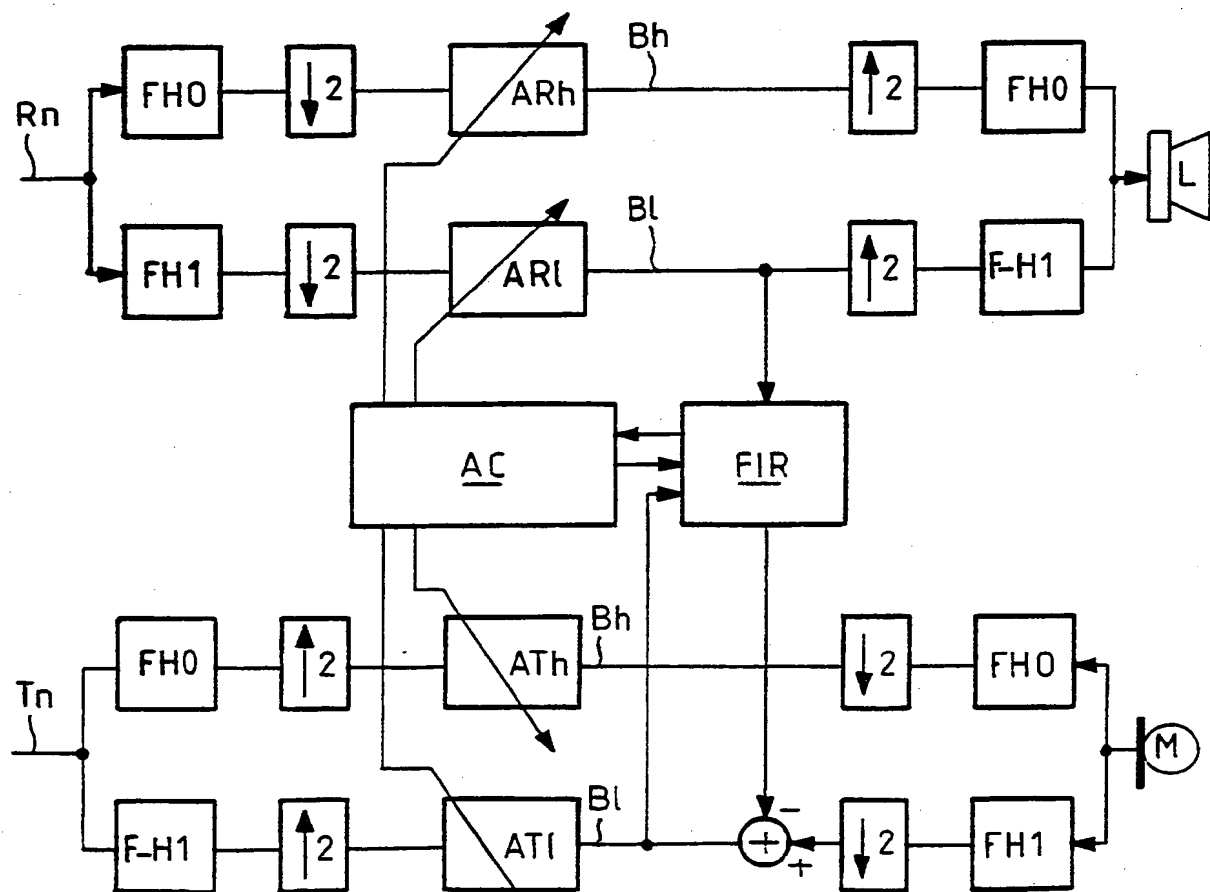 Bh
FH0 ↓2 ARh ↑2 FH0
Rn
L
Bl
FH1 ↓2 ARl ↑2 F-H1
AC FIR
Bh
FH0 ↑2 ATh ↓2 FH0
Tn
M
Bl -
F-H1 ↑2 ATl + ↓2 FH1
+